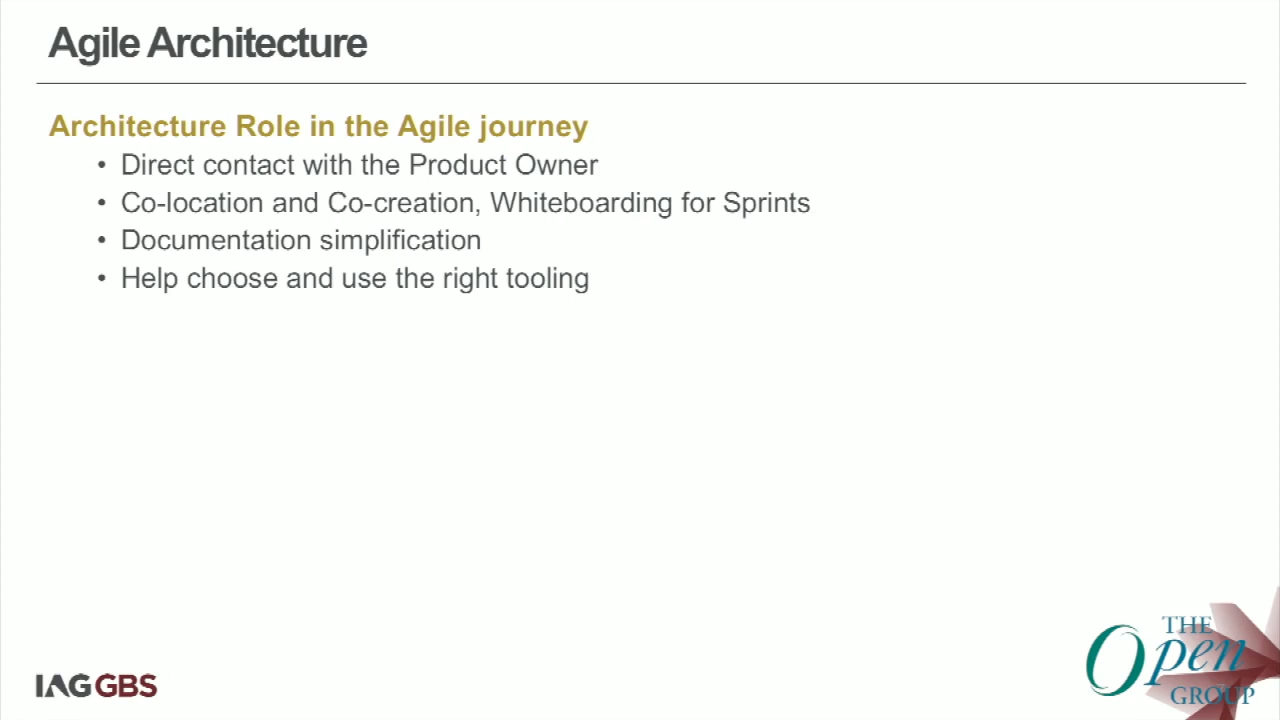 Agile Architecture
Architecture Role in the Agile journey
• Direct contact with the Product Owner
• Co-location and Co-creation, Whiteboarding for Sprints
• Documentation simplification
• Help choose and use the right tooling
IAG GBS
THE
Open
GROUP